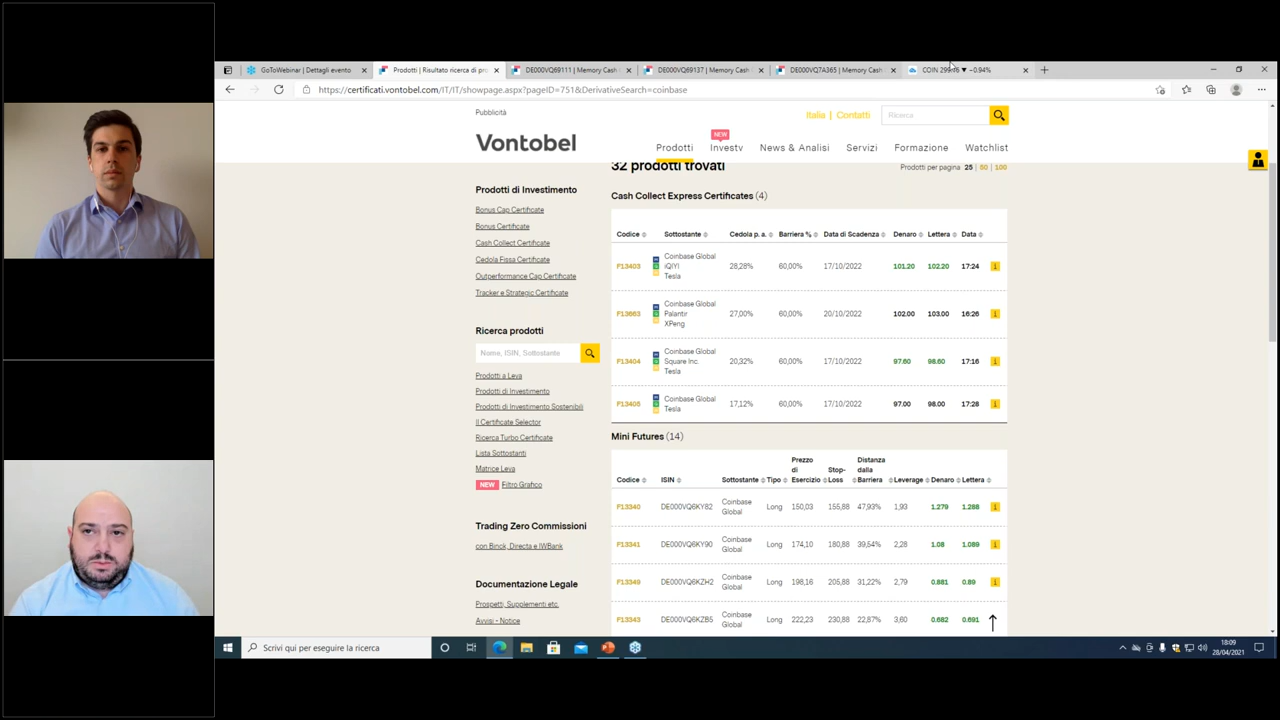 GoToWebinar | Dettagli evento
Prodotti | Risultato ricerca di pro
DE000VQ69111 | Memory Cash
DE000VQ69137 | Memory Cash
DE000VQ7A365 | Memory Cash
COIN 299.46 ▼ −0.94%
https://certificati.vontobel.com/IT/IT/showpage.aspx?pageID=751&DerivativeSearch=coinbase
Pubblicità
Italia | Contatti
Ricerca
Vontobel
NEW
Prodotti Investv News & Analisi Servizi Formazione Watchlist
32 prodotti trovati
Prodotti per pagina 25 | 50 | 100
Prodotti di Investimento
Bonus Cap Certificate
Bonus Certificate
Cash Collect Certificate
Cedola Fissa Certificate
Outperformance Cap Certificate
Tracker e Strategic Certificate
Ricerca prodotti
Nome, ISIN, Sottostante
Prodotti a Leva
Prodotti di Investimento
Prodotti di Investimento Sostenibili
Il Certificate Selector
Ricerca Turbo Certificate
Lista Sottostanti
Matrice Leva
NEW Filtro Grafico
Trading Zero Commissioni
con Binck, Directa e IWBank
Documentazione Legale
Prospetti, Supplementi etc.
Avvisi - Notice
Cash Collect Express Certificates (4)
Codice Sottostante Cedola p. a. Barriera % Data di Scadenza Denaro Lettera Data
F13403 Coinbase Global 28,28% 60,00% 17/10/2022 101.20 102.20 17:24
iQIYI
Tesla
F13663 Coinbase Global 27,00% 60,00% 20/10/2022 102.00 103.00 16:26
Palantir
XPeng
F13404 Coinbase Global 20,32% 60,00% 17/10/2022 97.60 98.60 17:16
Square Inc.
Tesla
F13405 Coinbase Global 17,12% 60,00% 17/10/2022 97.00 98.00 17:28
Tesla
Mini Futures (14)
Codice ISIN Sottostante Tipo Prezzo di Esercizio Stop-Loss Distanza dalla Barriera Leverage Denaro Lettera
F13340 DE000VQ6KY82 Coinbase Global Long 150,03 155,88 47,93% 1,93 1.279 1.288
F13341 DE000VQ6KY90 Coinbase Global Long 174,10 180,88 39,54% 2,28 1.08 1.089
F13349 DE000VQ6KZH2 Coinbase Global Long 198,16 205,88 31,22% 2,79 0.881 0.89
F13343 DE000VQ6KZB5 Coinbase Global Long 222,23 230,88 22,87% 3,60 0.682 0.691
Scrivi qui per eseguire la ricerca
18:09
28/04/2021